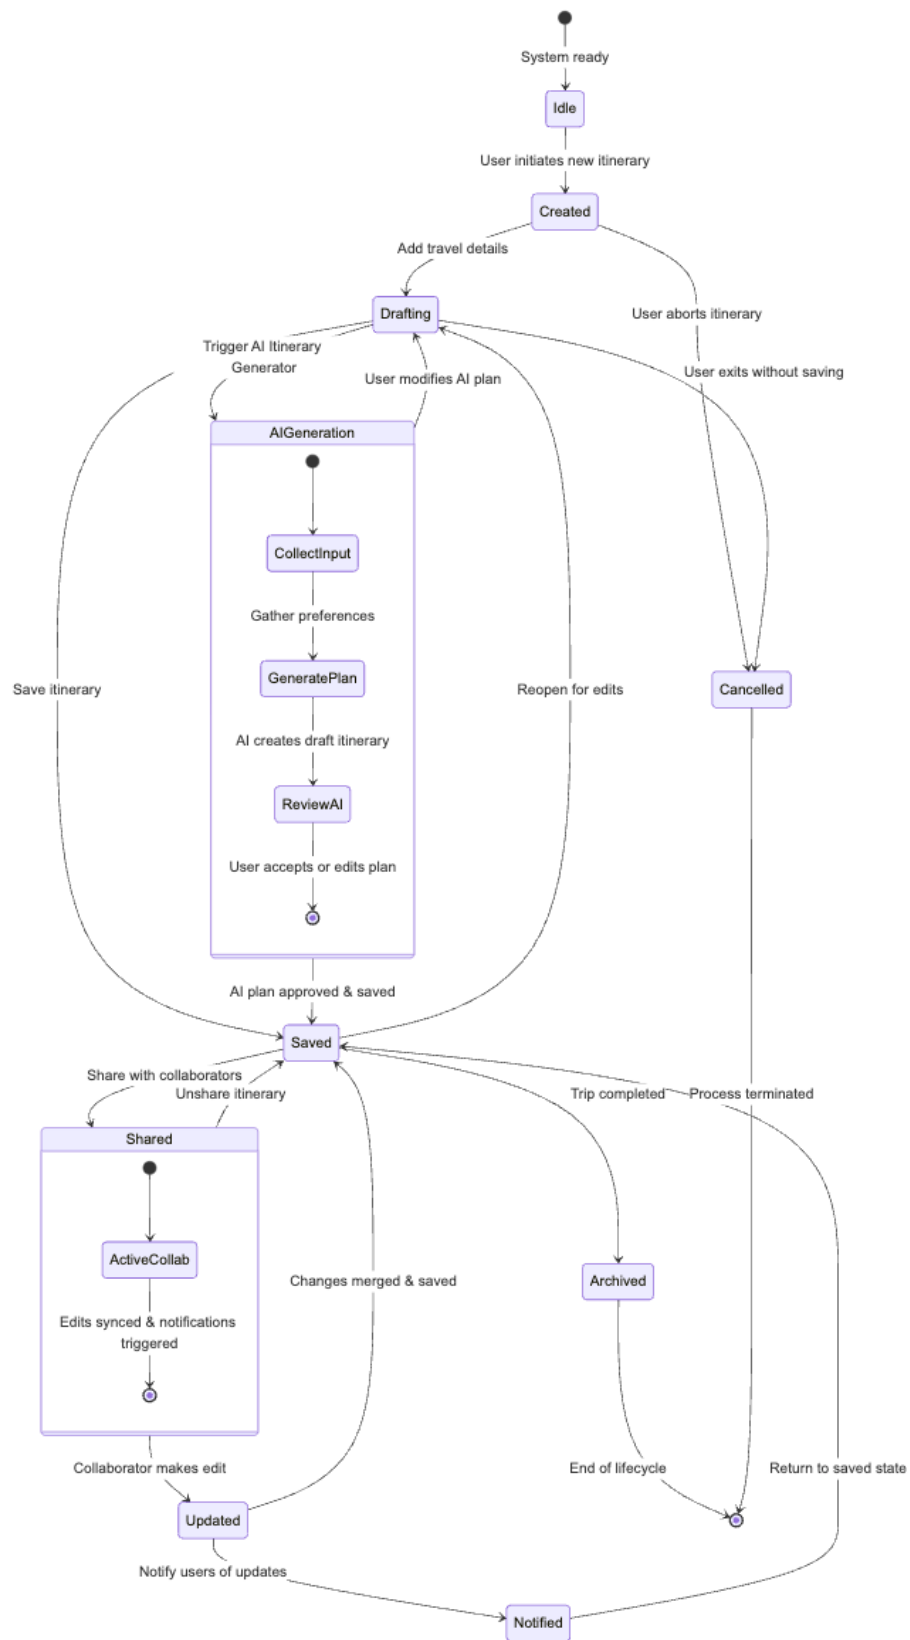 System ready
Idle
User initiates new itinerary
Created
Add travel details
Drafting
User aborts itinerary
Trigger AI Itinerary
Generator
User modifies AI plan
User exits without saving
AIGeneration
CollectInput
Gather preferences
GeneratePlan
Save itinerary
Reopen for edits
Cancelled
AI creates draft itinerary
ReviewAI
User accepts or edits plan
AI plan approved & saved
Saved
Share with collaborators
Unshare itinerary
Trip completed
Process terminated
Shared
ActiveCollab
Changes merged & saved
Archived
Edits synced & notifications
triggered
Collaborator makes edit
End of lifecycle
Return to saved state
Updated
Notify users of updates
Notified